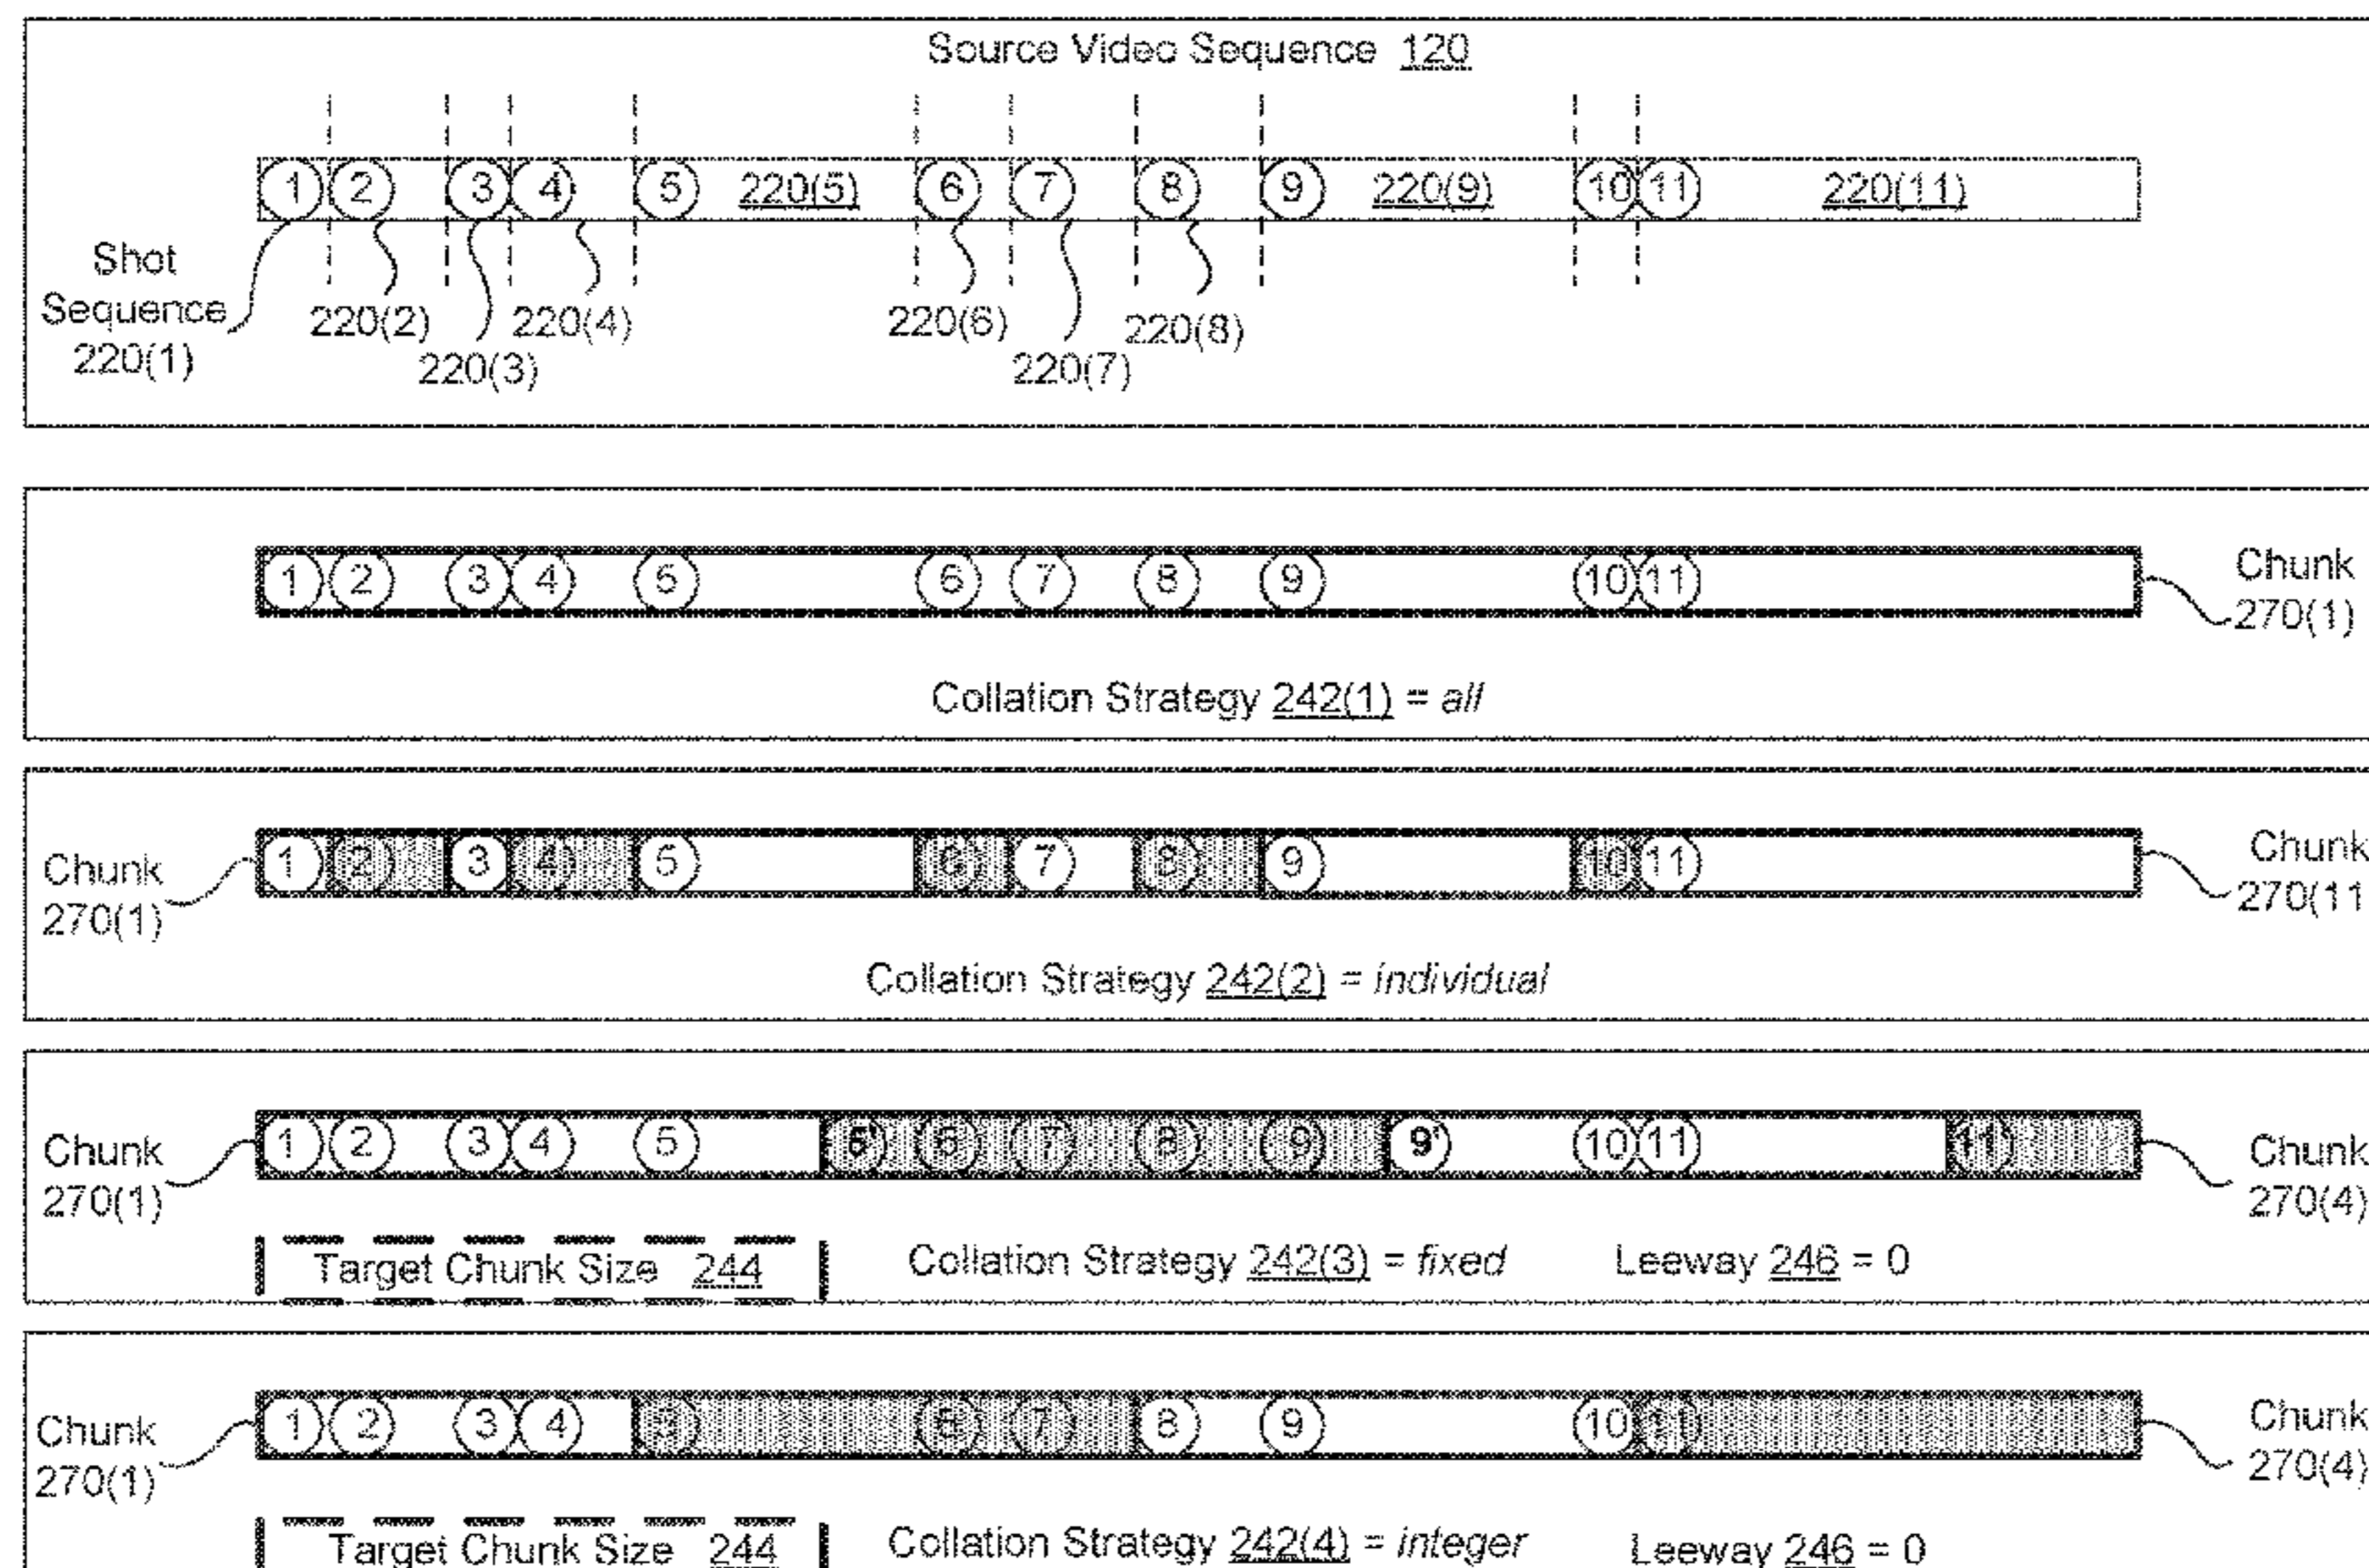 Source Video Sequence 120
1 2 3 4 5 220(5) 6 7 8 9 220(9) 10 11 220(11)
Shot
Sequence
220(1)
220(2)
220(3)
220(4)
220(6)
220(7)
220(8)
1 2 3 4 5 6 7 8 9 10 11
Chunk
270(1)
Collation Strategy 242(1) = all
Chunk
270(1)
1 2 3 4 5 6 7 8 9 10 11
Chunk
270(11
Collation Strategy 242(2) = individual
Chunk
270(1)
1 2 3 4 5 5' 6 7 8 9 9' 10 11 11'
Chunk
270(4)
Target Chunk Size 244
Collation Strategy 242(3) = fixed
Leeway 246 = 0
Chunk
270(1)
1 2 3 4 5 6 7 8 9 10 11
Chunk
270(4)
Target Chunk Size 244
Collation Strategy 242(4) = integer
Leeway 246 = 0